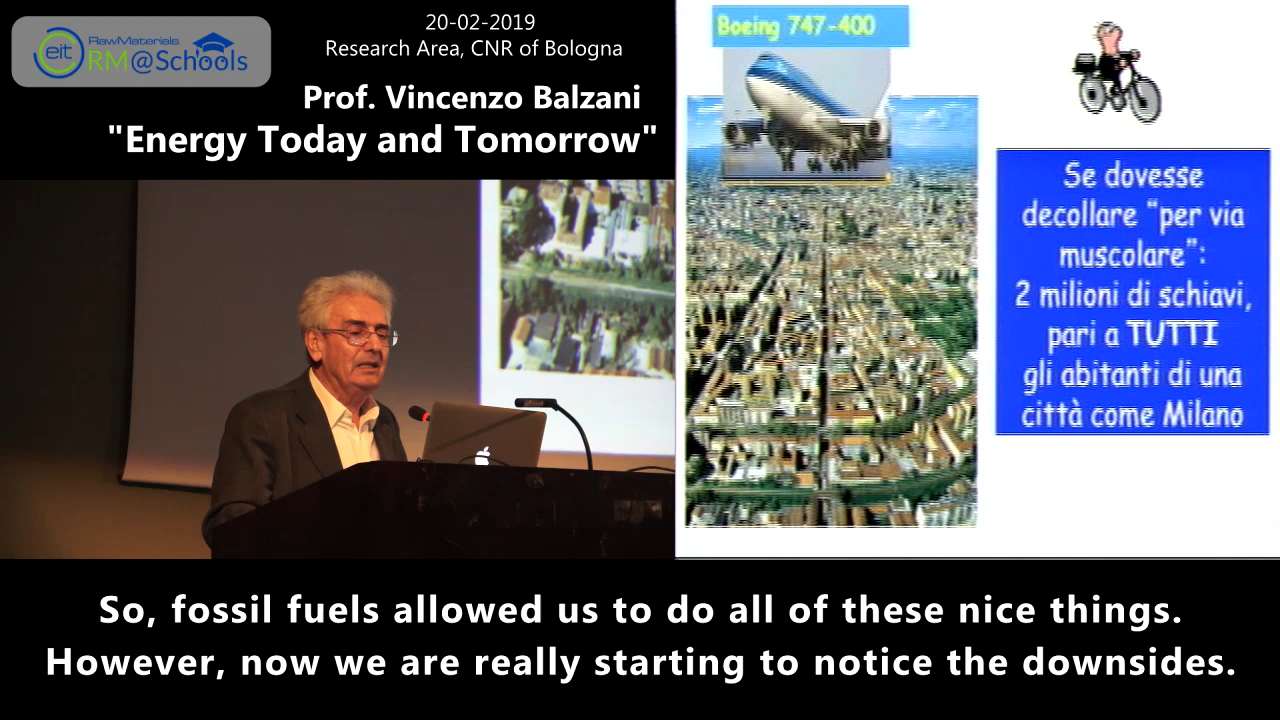 eit RawMaterials
RM@Schools
20-02-2019
Research Area, CNR of Bologna
Prof. Vincenzo Balzani
"Energy Today and Tomorrow"
Boeing 747-400
Se dovesse
decollare “per via
muscolare”:
2 milioni di schiavi,
pari a TUTTI
gli abitanti di una
città come Milano
So, fossil fuels allowed us to do all of these nice things.
However, now we are really starting to notice the downsides.